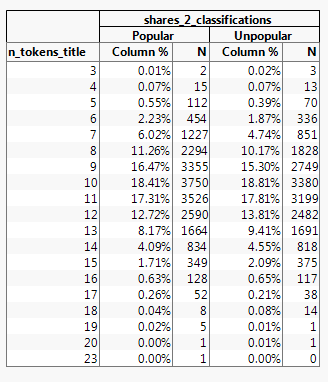 shares_2_classifications
Popular Unpopular
n_tokens_title Column % N Column % N
3 0.01% 2 0.02% 3
4 0.07% 15 0.07% 13
5 0.55% 112 0.39% 70
6 2.23% 454 1.87% 336
7 6.02% 1227 4.74% 851
8 11.26% 2294 10.17% 1828
9 16.47% 3355 15.30% 2749
10 18.41% 3750 18.81% 3380
11 17.31% 3526 17.81% 3199
12 12.72% 2590 13.81% 2482
13 8.17% 1664 9.41% 1691
14 4.09% 834 4.55% 818
15 1.71% 349 2.09% 375
16 0.63% 128 0.65% 117
17 0.26% 52 0.21% 38
18 0.04% 8 0.08% 14
19 0.02% 5 0.01% 1
20 0.00% 1 0.01% 1
23 0.00% 1 0.00% 0